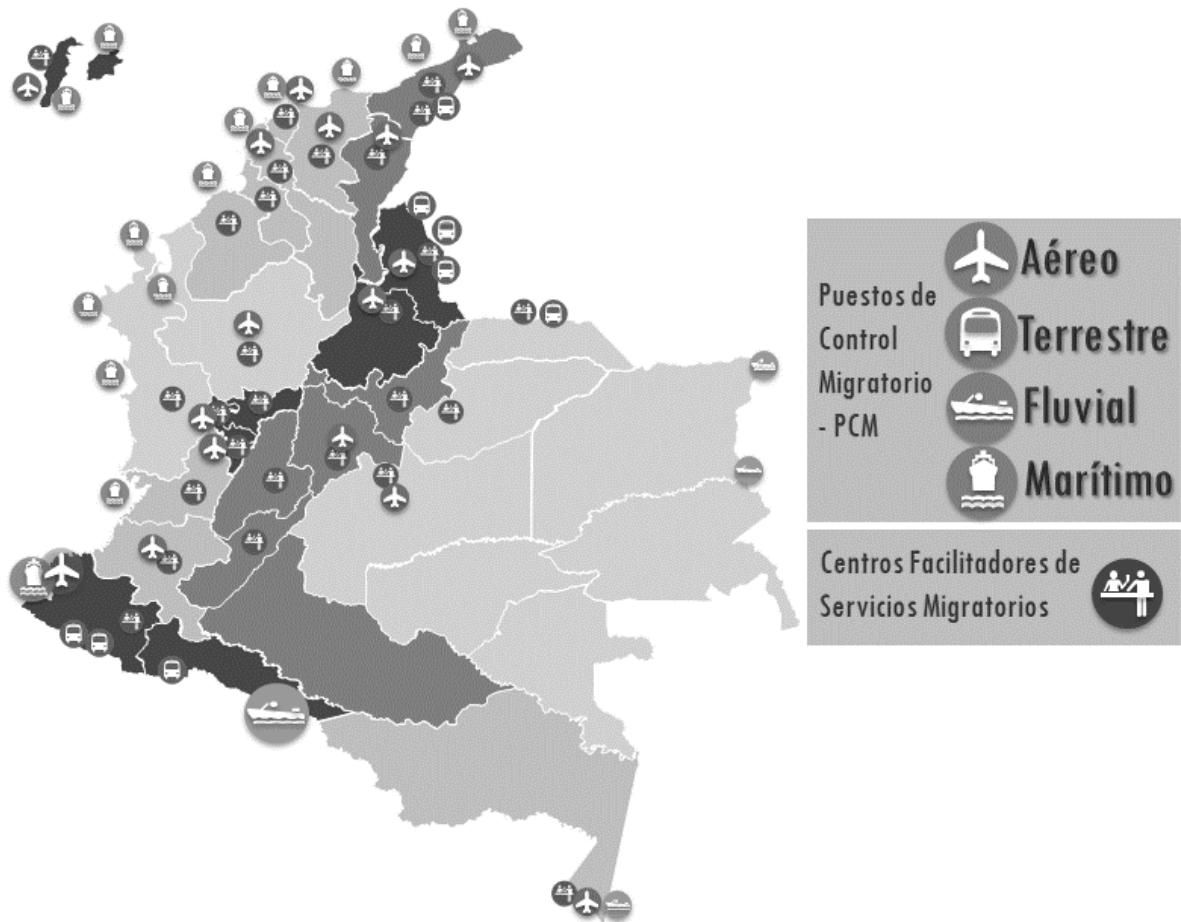 Puestos de
Control
Migratorio
- PCM
Aéreo
Terrestre
Fluvial
Marítimo
Centros Facilitadores de
Servicios Migratorios